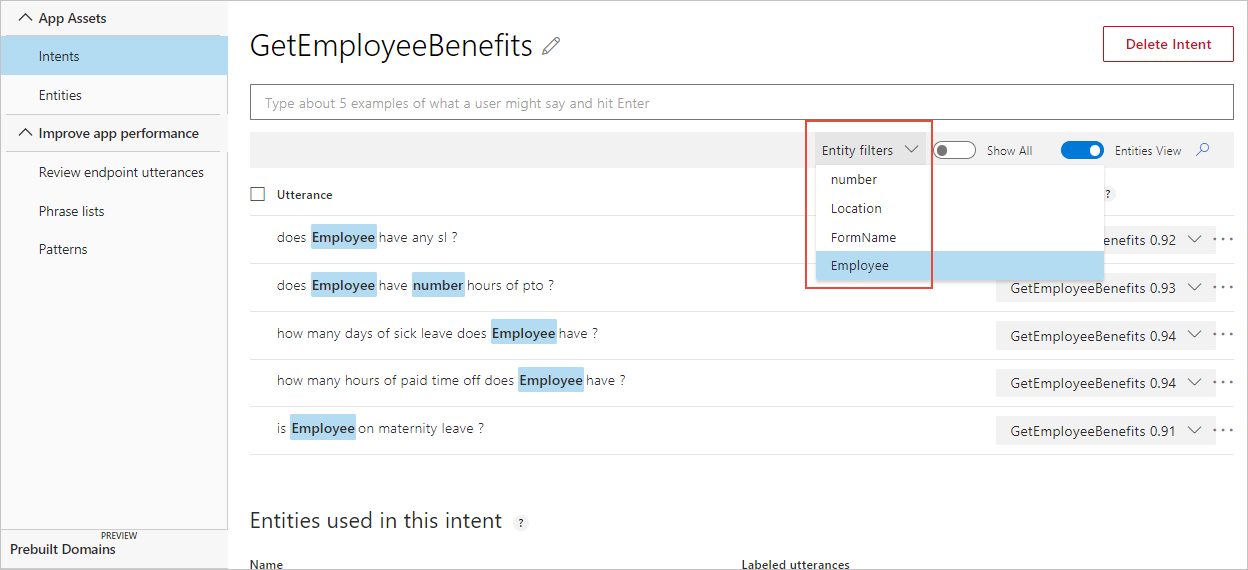 App Assets
Intents
Entities
Improve app performance
Review endpoint utterances
Phrase lists
Patterns
PREVIEW
Prebuilt Domains
GetEmployeeBenefits
Delete Intent
Type about 5 examples of what a user might say and hit Enter
Entity filters Show All Entities View
number
Location
FormName
Employee
Utterance ?
does Employee have any sl ? enefits 0.92
does Employee have number hours of pto ? GetEmployeeBenefits 0.93
how many days of sick leave does Employee have ? GetEmployeeBenefits 0.94
how many hours of paid time off does Employee have ? GetEmployeeBenefits 0.94
is Employee on maternity leave ? GetEmployeeBenefits 0.91
Entities used in this intent ?
Name Labeled utterances